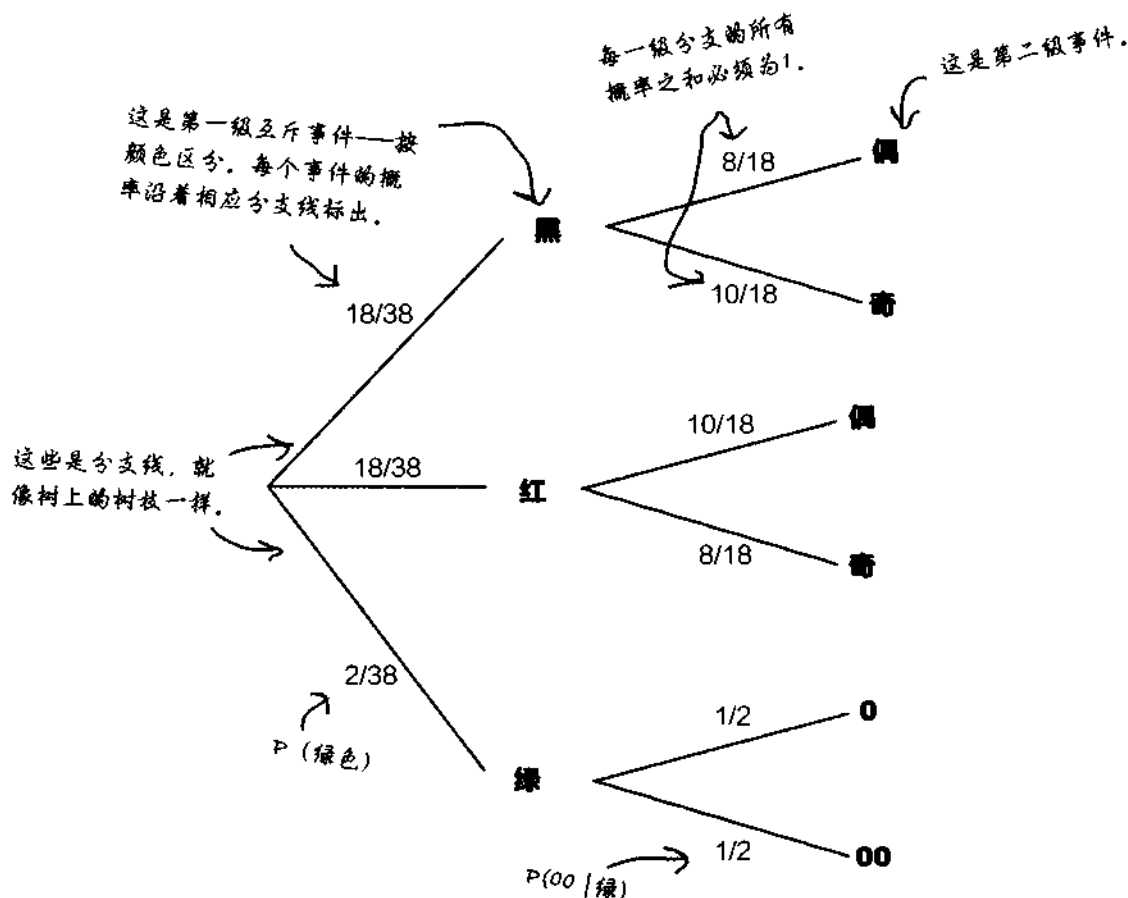 每一级分支的所有
概率之和必须为1.
这是第二级事件.
这是第一级互斥事件——按
颜色区分. 每个事件的概
率沿着相应分支线标出.
8/18
偶
黑
10/18
奇
18/38
这些是分支线, 就
像树上的树枝一样.
18/38
红
10/18
偶
8/18
奇
2/38
P (绿色)
绿
1/2
0
1/2
00
P(00 | 绿)